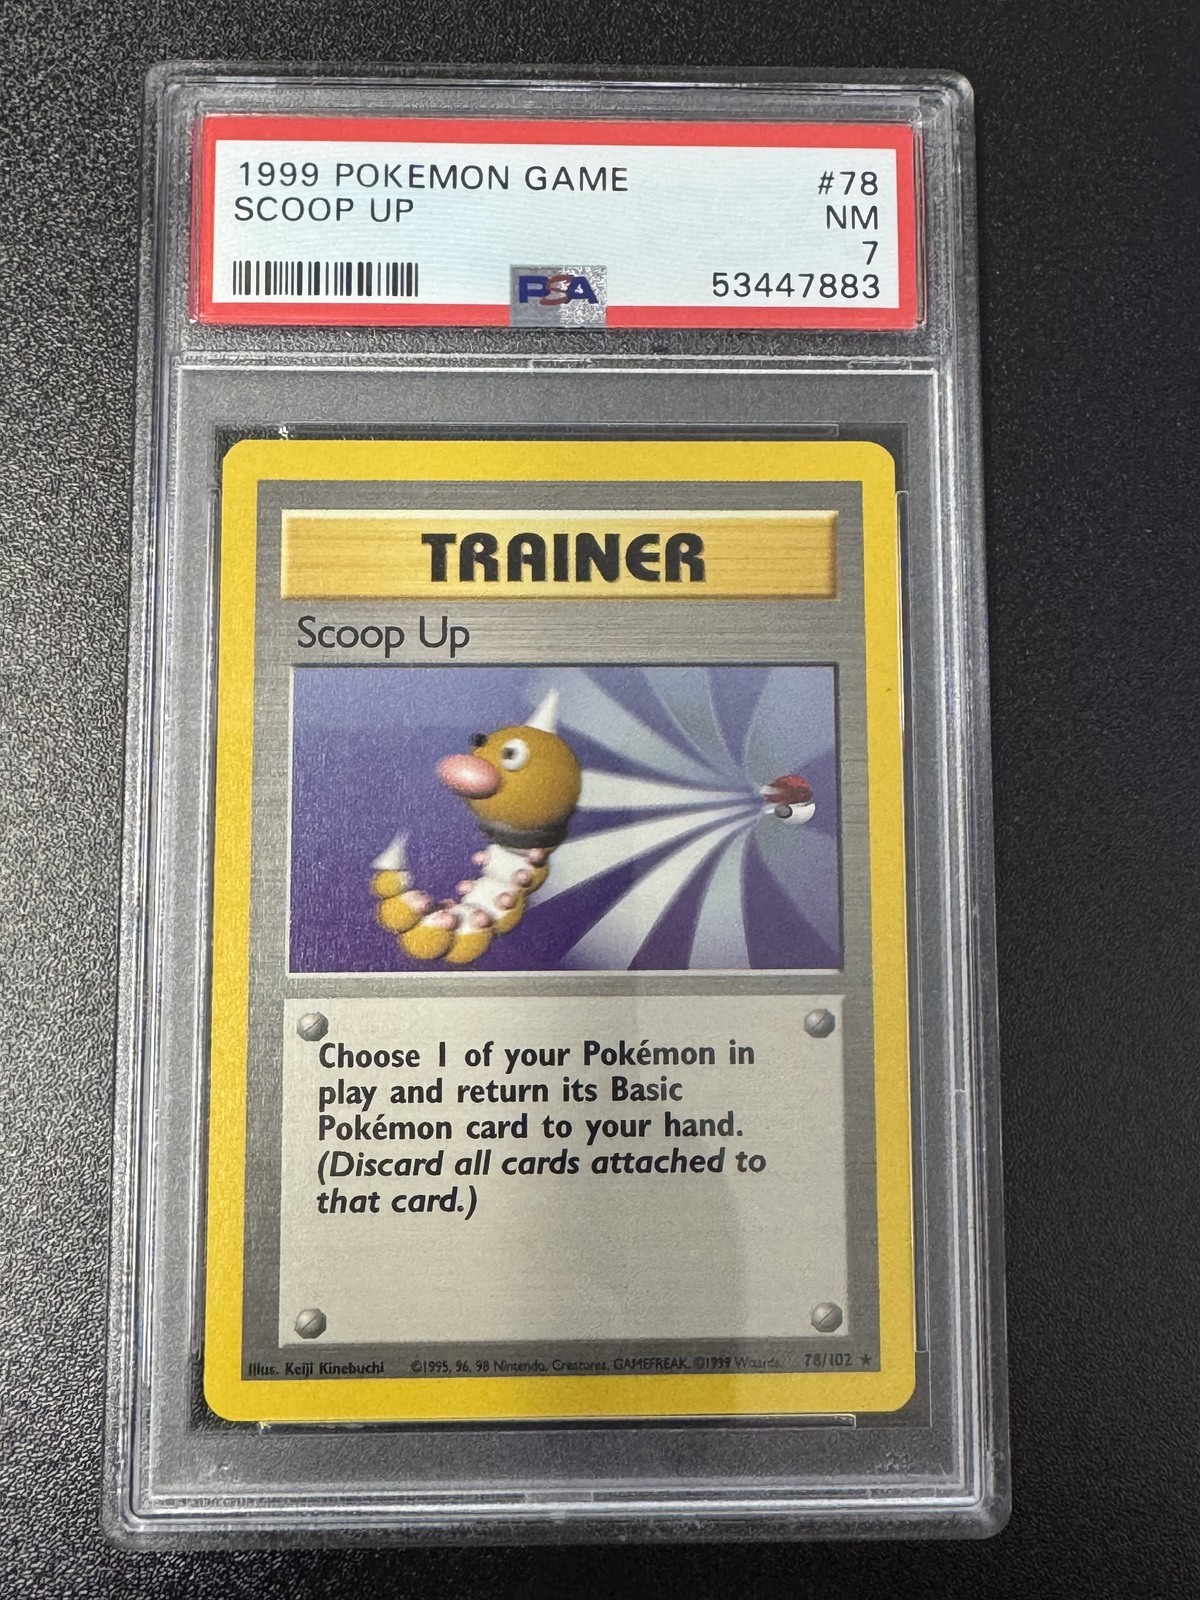 1999 POKEMON GAME #78
SCOOP UP NM
7
PSA 53447883
TRAINER
Scoop Up
Choose 1 of your Pokémon in
play and return its Basic
Pokémon card to your hand.
(Discard all cards attached to
that card.)
Illus. Keiji Kinebuchi ©1995, 96, 98 Nintendo, Creatures, GAMEFREAK. ©1999 Wizards. 78/102 ★